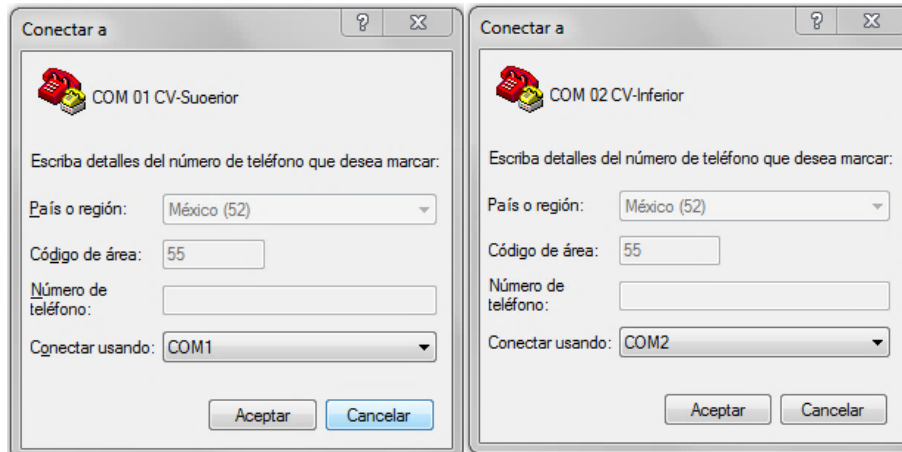 Conectar a
COM 01 CV-Suoerior
Escriba detalles del número de teléfono que desea marcar:
País o región: México (52)
Código de área: 55
Número de
teléfono:
Conectar usando: COM1
Aceptar Cancelar
Conectar a
COM 02 CV-Inferior
Escriba detalles del número de teléfono que desea marcar:
País o región: México (52)
Código de área: 55
Número de
teléfono:
Conectar usando: COM2
Aceptar Cancelar